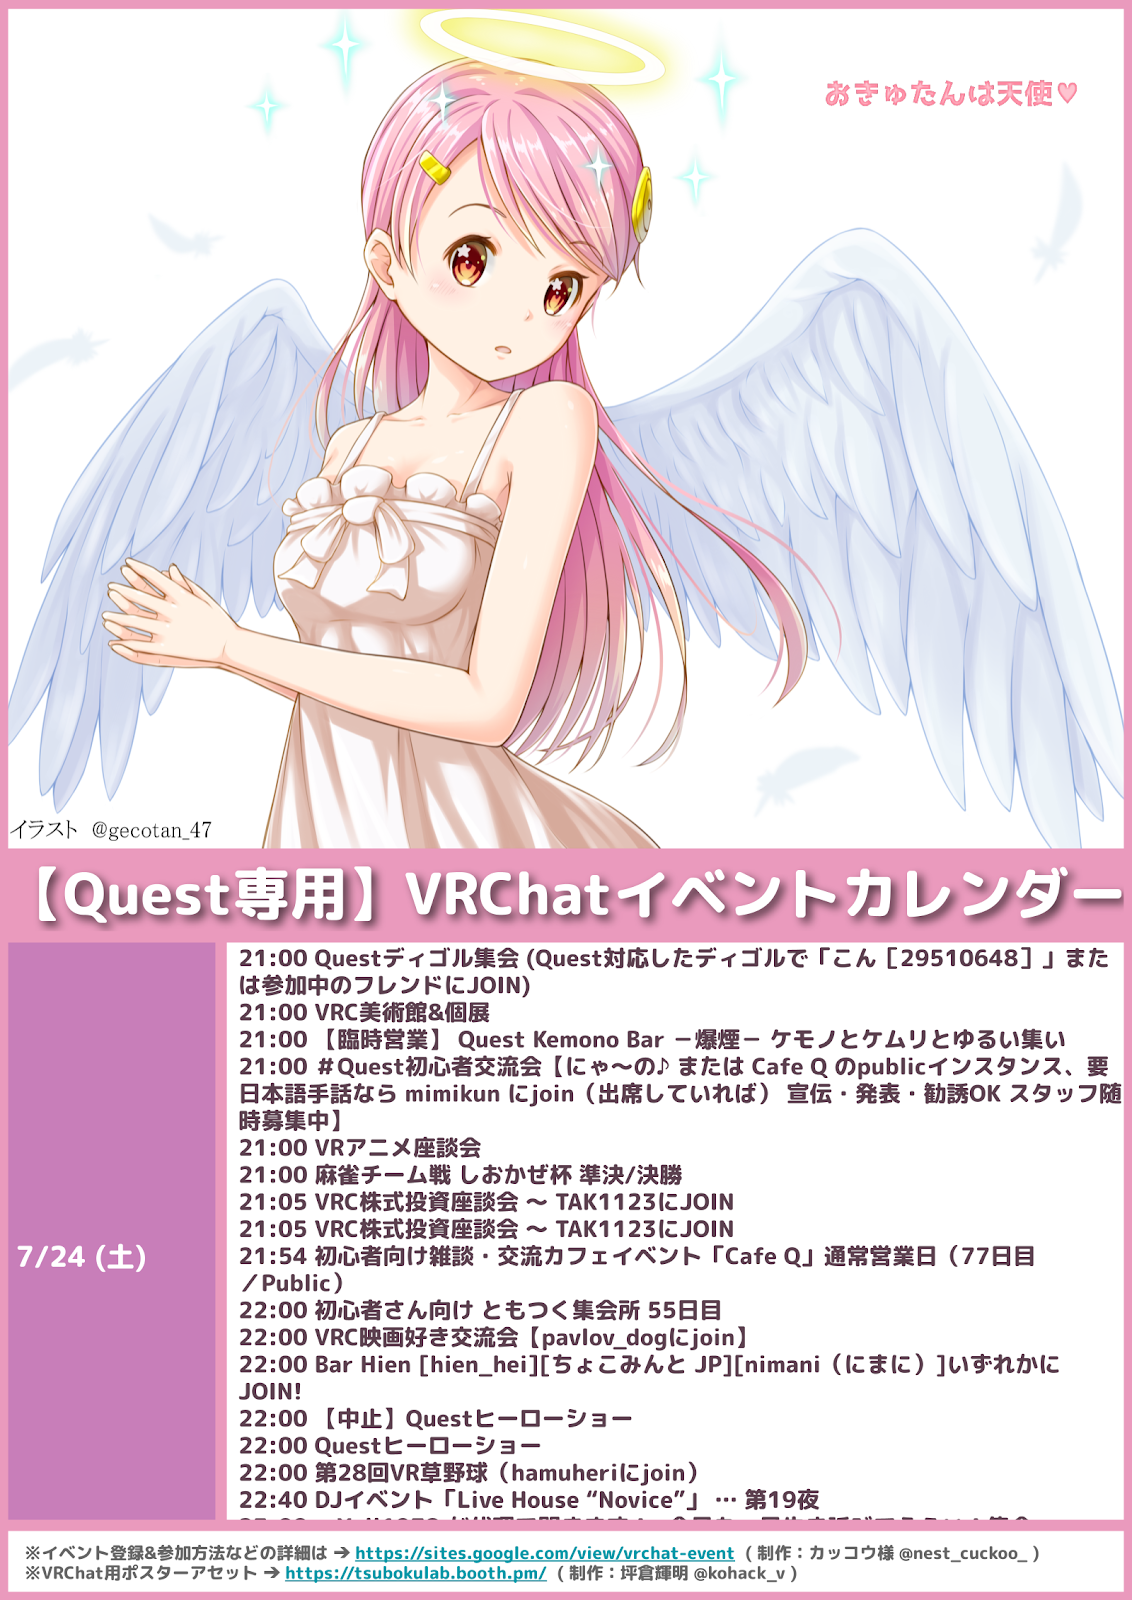 おきゅたんは天使♥
イラスト @gecotan_47
【Quest専用】VRChatイベントカレンダー
7/24 (土)
21:00 Questディゴル集会 (Quest対応したディゴルで「こん［29510648］」また
は参加中のフレンドにJOIN)
21:00 VRC美術館&個展
21:00 【臨時営業】 Quest Kemono Bar －爆煙－ ケモノとケムリとゆるい集い
21:00 ＃Quest初心者交流会【にゃ～の♪ または Cafe Q のpublicインスタンス、要
日本語手話なら mimikun にjoin（出席していれば） 宣伝・発表・勧誘OK スタッフ随
時募集中】
21:00 VRアニメ座談会
21:00 麻雀チーム戦 しおかぜ杯 準決/決勝
21:05 VRC株式投資座談会 ～ TAK1123にJOIN
21:05 VRC株式投資座談会 ～ TAK1123にJOIN
21:54 初心者向け雑談・交流カフェイベント「Cafe Q」通常営業日（77日目
／Public）
22:00 初心者さん向け ともつく集会所 55日目
22:00 VRC映画好き交流会【pavlov_dogにjoin】
22:00 Bar Hien [hien_hei][ちょこみんと JP][nimani（にまに）]いずれかに
JOIN!
22:00 【中止】Questヒーローショー
22:00 Questヒーローショー
22:00 第28回VR草野球（hamuheriにjoin）
22:40 DJイベント「Live House “Novice”」 … 第19夜
※イベント登録&参加方法などの詳細は → https://sites.google.com/view/vrchat-event ( 制作：カッコウ様 @nest_cuckoo_ )
※VRChat用ポスターアセット → https://tsubokulab.booth.pm/ ( 制作：坪倉輝明 @kohack_v )